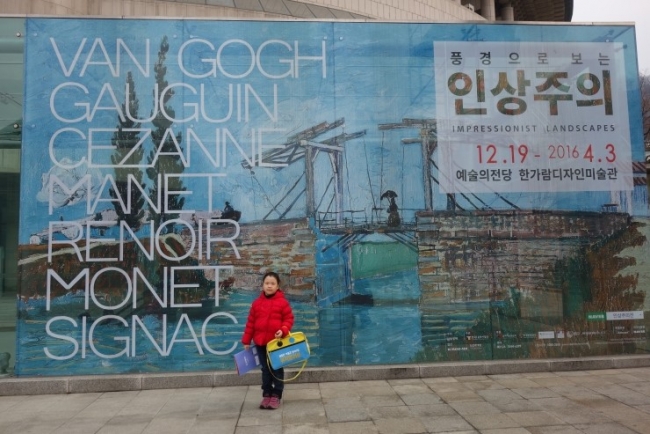 VAN GOGH
GAUGUIN
CEZANNE
MANET
RENOIR
MONET
SIGNAC
풍경으로 보는
인상주의
IMPRESSIONIST LANDSCAPES
12.19 - 2016 4.3
예술의전당 한가람디자인미술관